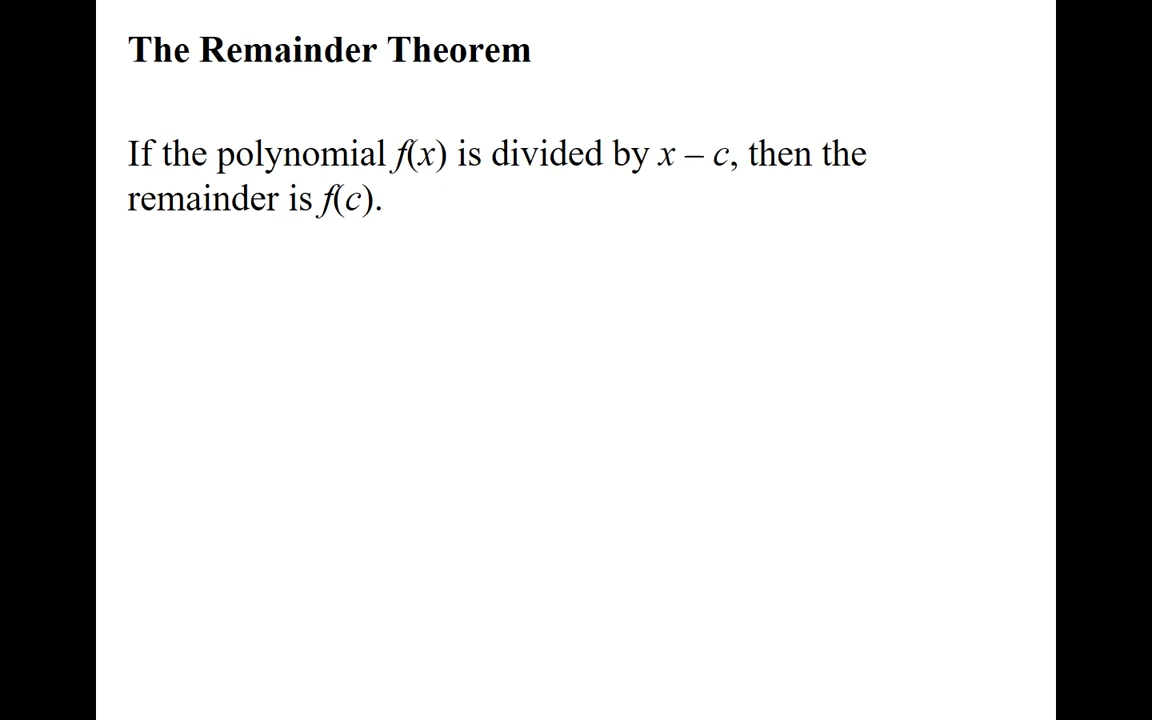 The Remainder Theorem
If the polynomial f(x) is divided by x – c, then the
remainder is f(c).